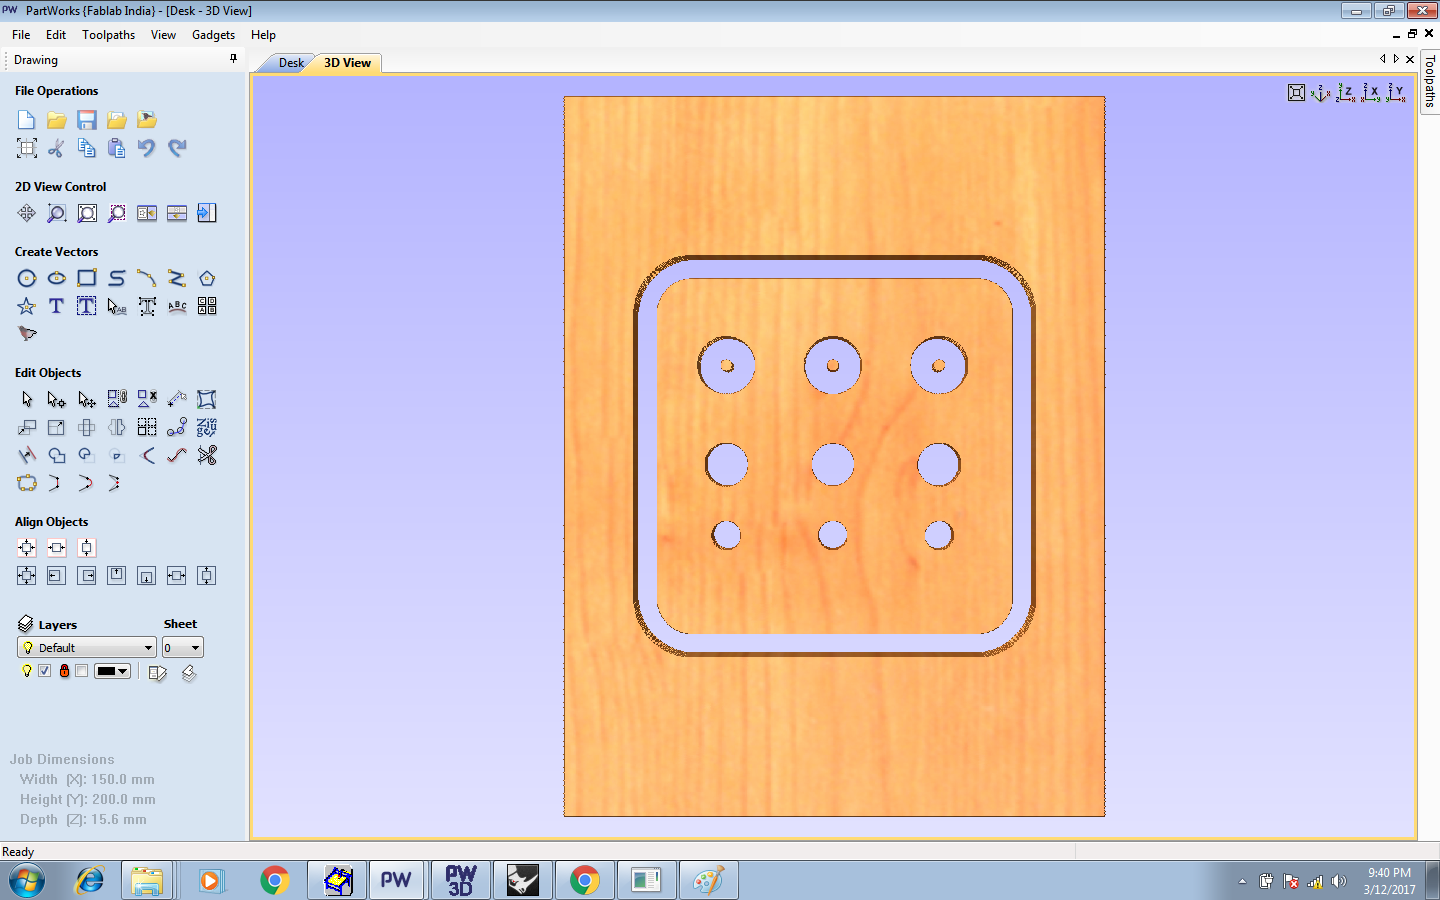 PW PartWorks {Fablab India} - [Desk - 3D View]
File Edit Toolpaths View Gadgets Help
Drawing
Desk 3D View
Toolpaths
File Operations
2D View Control
Create Vectors
Edit Objects
Align Objects
Layers Sheet
Default 0
Job Dimensions
Width (X): 150.0 mm
Height (Y): 200.0 mm
Depth (Z): 15.6 mm
Ready
PW PW
3D
9:40 PM
3/12/2017